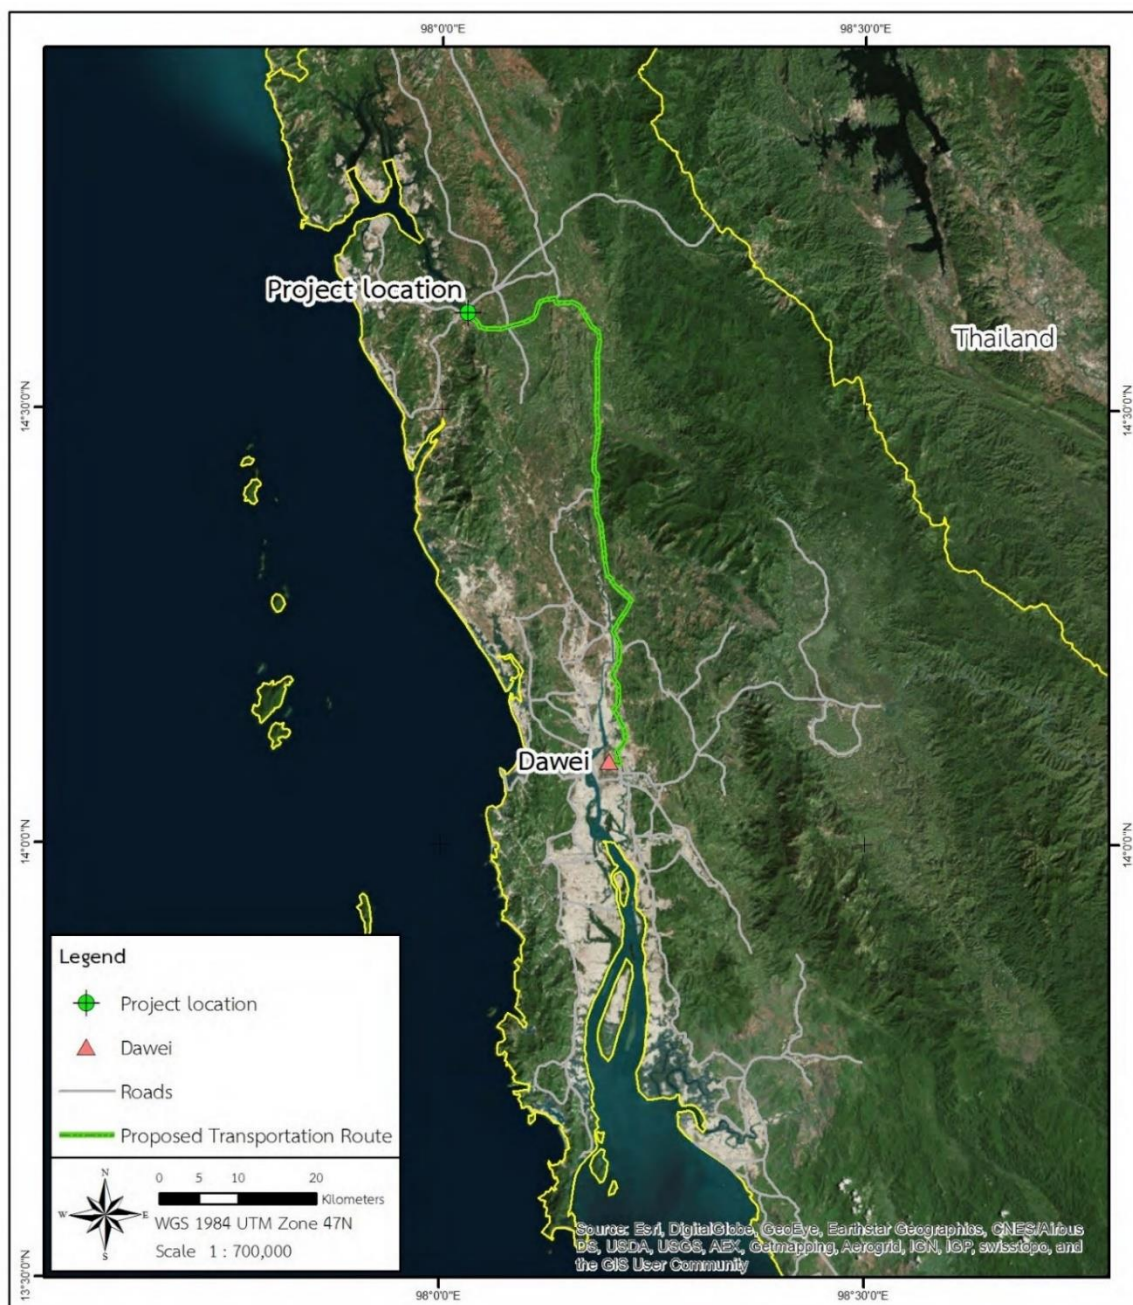 98°0'0"E
98°30'0"E
Project location
Thailand
14°30'0"N
14°30'0"N
Dawei
14°0'0"N
14°0'0"N
Legend
Project location
Dawei
Roads
Proposed Transportation Route
N
W
E
S
0 5 10 20
Kilometers
WGS 1984 UTM Zone 47N
Scale 1 : 700,000
Source: Esri, DigitalGlobe, GeoEye, Earthstar Geographics, CNES/Airbus
DS, USDA, USGS, AEX, Getmapping, Aerogrid, IGN, IGP, swisstopo, and
the GIS User Community
13°30'0"N
13°30'0"N
98°0'0"E
98°30'0"E